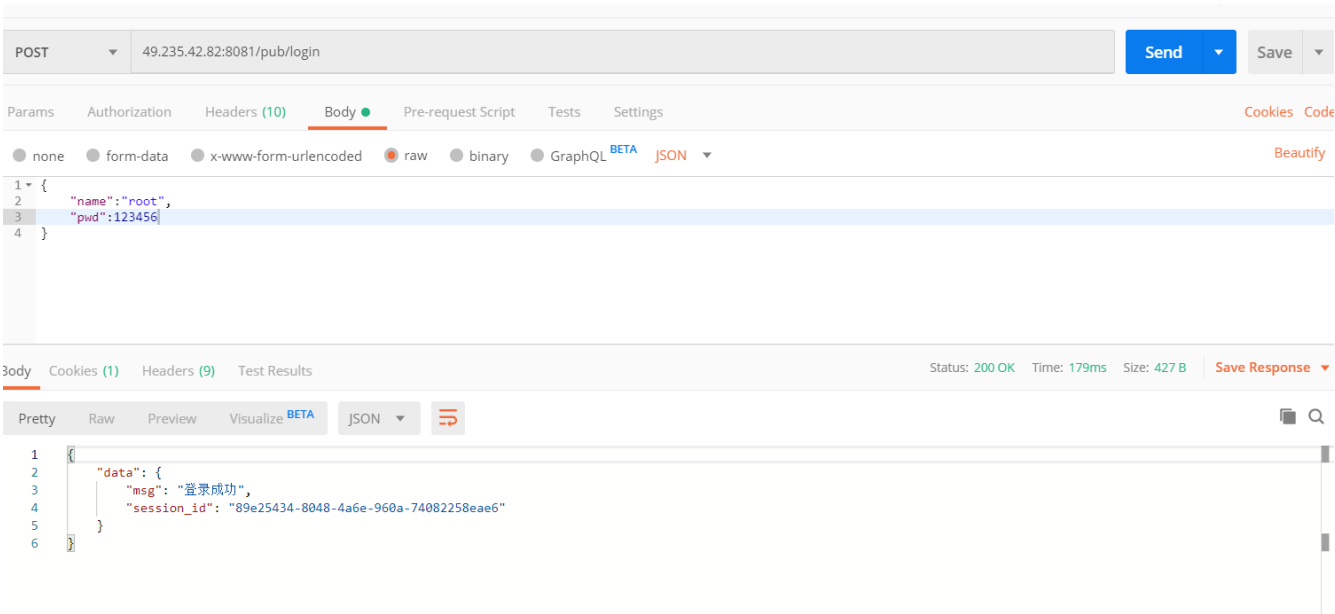 POST 49.235.42.82:8081/pub/login Send Save
Params Authorization Headers (10) Body Pre-request Script Tests Settings Cookies Code
none form-data x-www-form-urlencoded raw binary GraphQL BETA JSON Beautify
1 {
2 "name":"root",
3 "pwd":123456
4 }
Body Cookies (1) Headers (9) Test Results Status: 200 OK Time: 179ms Size: 427 B Save Response
Pretty Raw Preview Visualize BETA JSON
1 {
2 "data": {
3 "msg": "登录成功",
4 "session_id": "89e25434-8048-4a6e-960a-74082258eae6"
5 }
6 }